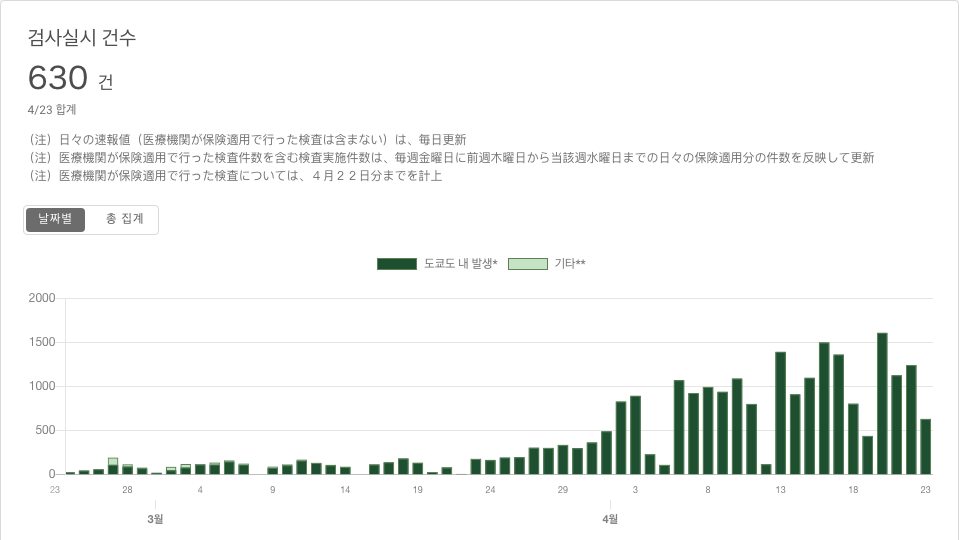 검사실시 건수
630 건
4/23 합계
（注）日々の速報値（医療機関が保険適用で行った検査は含まない）は、毎日更新
（注）医療機関が保険適用で行った検査件数を含む検査実施件数は、毎週金曜日に前週木曜日から当該週水曜日までの日々の保険適用分の件数を反映して更新
（注）医療機関が保険適用で行った検査については、４月２２日分までを計上
날짜별 총 집계
도쿄도 내 발생* 기타**
2000
1500
1000
500
0
23 28 4 9 14 19 24 29 3 8 13 18 23
3월 4월